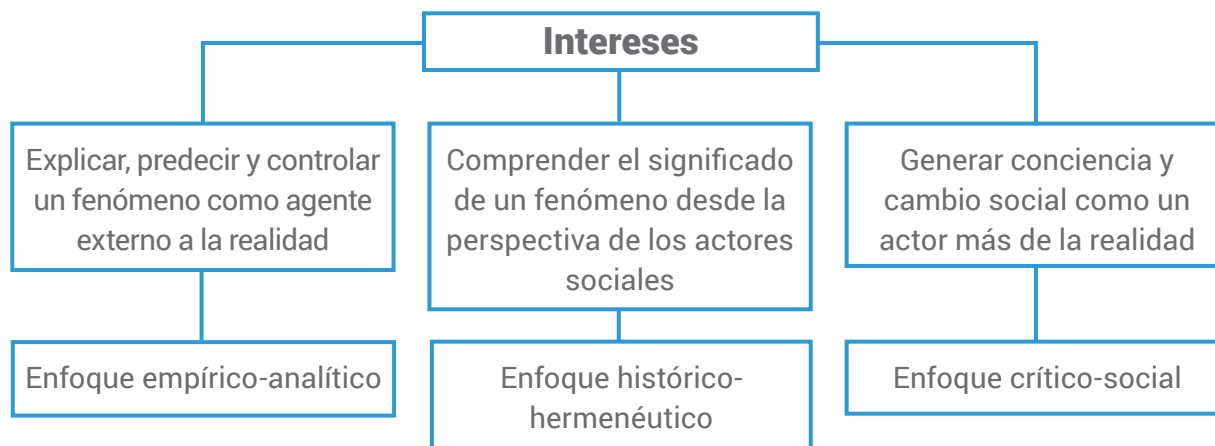 Intereses
Explicar, predecir y controlar
un fenómeno como agente
externo a la realidad
Comprender el significado
de un fenómeno desde la
perspectiva de los actores
sociales
Generar conciencia y
cambio social como un
actor más de la realidad
Enfoque empírico-analítico
Enfoque histórico-
hermenéutico
Enfoque crítico-social